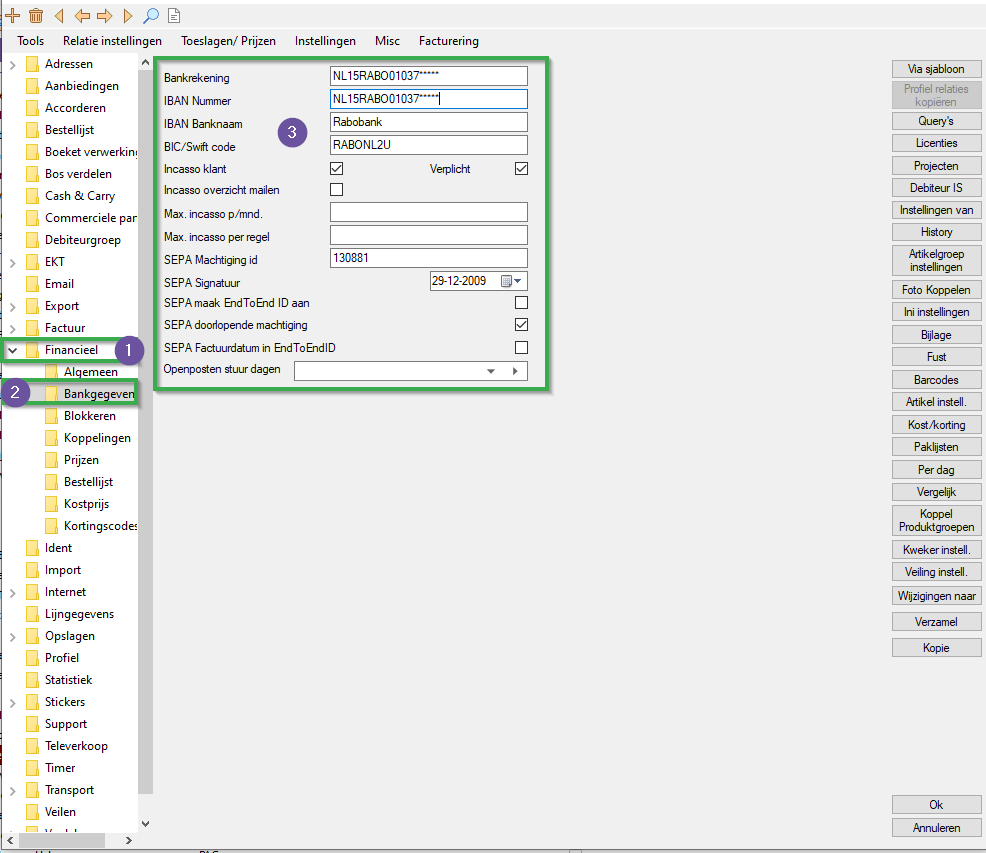 Tools Relatie instellingen Toeslagen/ Prijzen Instellingen Misc Facturering
Adressen
Aanbiedingen
Accorderen
Bestellijst
Boeket verwerking
Bos verdelen
Cash & Carry
Commerciele par
Debiteurgroep
EKT
Email
Export
Factuur
Financieel
1
Algemeen
2
Bankgegeven
Blokkeren
Koppelingen
Prijzen
Bestellijst
Kostprijs
Kortingscodes
Ident
Import
Internet
Lijngegevens
Opslagen
Profiel
Statistiek
Stickers
Support
Televerkoop
Timer
Transport
Veilen
Bankrekening NL15RABO01037*****
IBAN Nummer NL15RABO01037*****
IBAN Banknaam Rabobank
3
BIC/Swift code RABONL2U
Incasso klant Verplicht
Incasso overzicht mailen
Max. incasso p/mnd.
Max. incasso per regel
SEPA Machtiging id 130881
SEPA Signatuur 29-12-2009
SEPA maak EndToEnd ID aan
SEPA doorlopende machtiging
SEPA Factuurdatum in EndToEndID
Openposten stuur dagen
Via sjabloon
Profiel relaties
kopiëren
Query's
Licenties
Projecten
Debiteur IS
Instellingen van
History
Artikelgroep
instellingen
Foto Koppelen
Ini instellingen
Bijlage
Fust
Barcodes
Artikel instell.
Kost/korting
Paklijsten
Per dag
Vergelijk
Koppel
Produktgroepen
Kweker instell.
Veiling instell.
Wijzigingen naar
Verzamel
Kopie
Ok
Annuleren